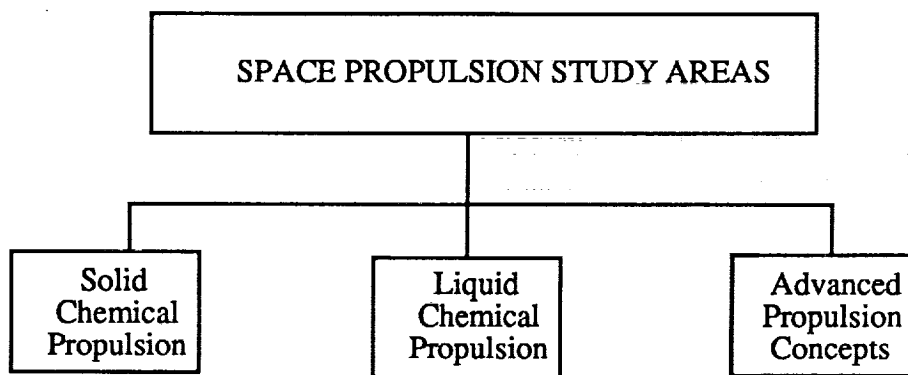 SPACE PROPULSION STUDY AREAS
Solid
Chemical
Propulsion
Liquid
Chemical
Propulsion
Advanced
Propulsion
Concepts